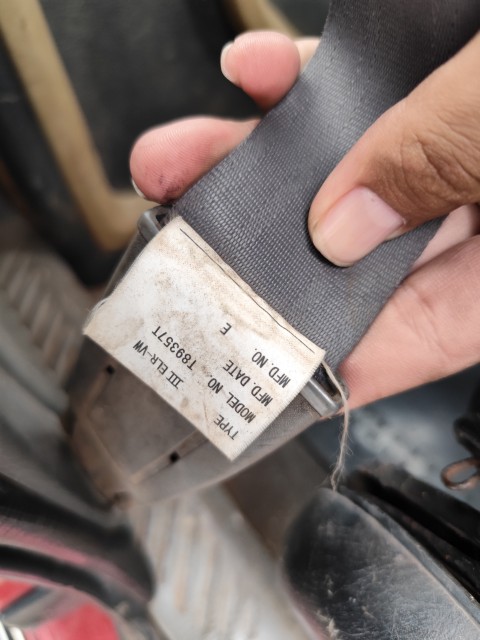 TYPE III ELR-VW
MODEL NO T89357T
MFD. DATE E
MFD.NO.